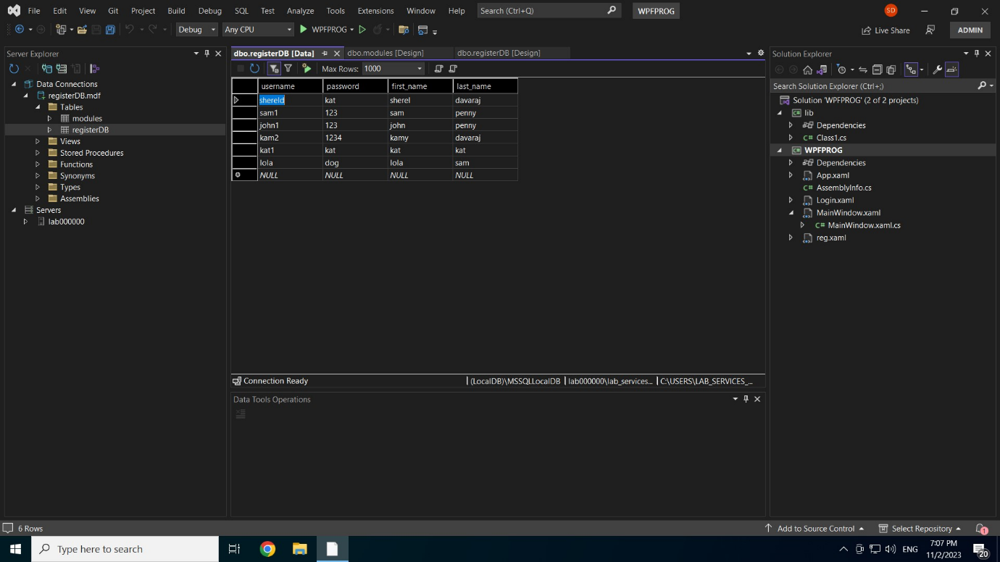 File Edit View Git Project Build Debug SQL Test Analyze Tools Extensions Window Help Search (Ctrl+Q) WPFPROG SD
Debug Any CPU WPFPROG Live Share ADMIN
Server Explorer
Data Connections
registerDB.mdf
Tables
modules
registerDB
Views
Stored Procedures
Functions
Synonyms
Types
Assemblies
Servers
lab000000
dbo.registerDB [Data] dbo.modules [Design] dbo.registerDB [Design]
Max Rows: 1000
username password first_name last_name
shereld kat sherel davaraj
sam1 123 sam penny
john1 123 john penny
kam2 1234 kamy davaraj
kat1 kat kat kat
lola dog lola sam
NULL NULL NULL NULL
Connection Ready (LocalDB)\MSSQLLocalDB lab000000\lab_services... C:\USERS\LAB_SERVICES_...
Data Tools Operations
Solution Explorer
Search Solution Explorer (Ctrl+;)
Solution 'WPFPROG' (2 of 2 projects)
lib
Dependencies
C# Class1.cs
WPFPROG
Dependencies
App.xaml
C# AssemblyInfo.cs
Login.xaml
MainWindow.xaml
C# MainWindow.xaml.cs
reg.xaml
6 Rows Add to Source Control Select Repository 1
Type here to search ENG 7:07 PM
11/2/2023 20